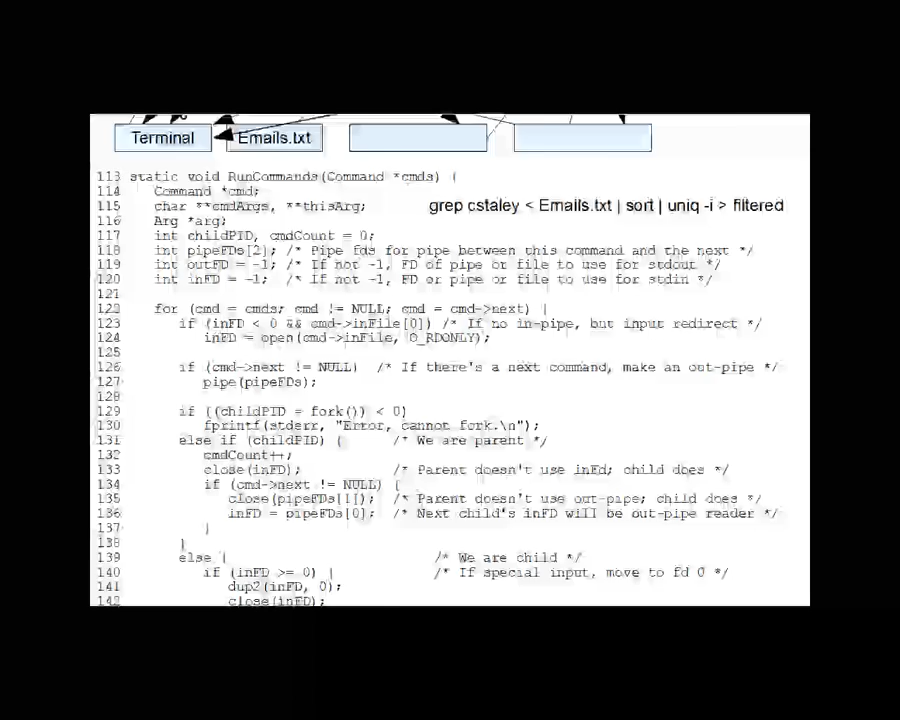 Terminal
Emails.txt
113 static void RunCommands(Command *cmds) {
114 Command *cmd;
115 char **cmdArgs, **thisArg;
grep cstaley < Emails.txt | sort | uniq -i > filtered
116 Arg *arg;
117 int childPID, cmdCount = 0;
118 int pipeFDs[2]; /* Pipe fds for pipe between this command and the next */
119 int outFD = -1; /* If not -1, FD of pipe or file to use for stdout */
120 int inFD = -1; /* If not -1, FD or pipe or file to use for stdin */
121
122 for (cmd = cmds; cmd != NULL; cmd = cmd->next) {
123 if (inFD < 0 && cmd->inFile[0]) /* If no in-pipe, but input redirect */
124 inFD = open(cmd->inFile, O_RDONLY);
125
126 if (cmd->next != NULL) /* If there's a next command, make an out-pipe */
127 pipe(pipeFDs);
128
129 if ((childPID = fork()) < 0)
130 fprintf(stderr, "Error, cannot fork.\n");
131 else if (childPID) { /* We are parent */
132 cmdCount++;
133 close(inFD); /* Parent doesn't use inFd; child does */
134 if (cmd->next != NULL) {
135 close(pipeFDs[1]); /* Parent doesn't use out-pipe; child does */
136 inFD = pipeFDs[0]; /* Next child's inFD will be out-pipe reader */
137 }
138 }
139 else { /* We are child */
140 if (inFD >= 0) { /* If special input, move to fd 0 */
141 dup2(inFD, 0);
142 close(inFD);